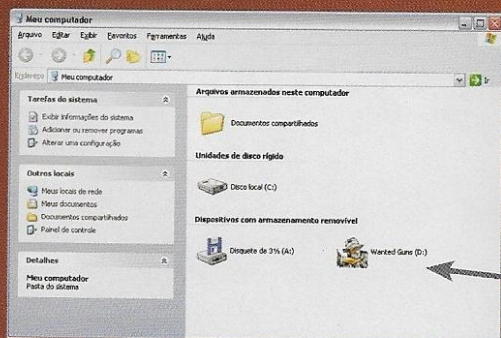 Meu computador
Arquivo Editar Exibir Favoritos Ferramentas Ajuda
Endereço Meu computador Ir
Tarefas do sistema
Exibir informações do sistema
Adicionar ou remover programas
Alterar uma configuração
Outros locais
Meus locais de rede
Meus documentos
Documentos compartilhados
Painel de controle
Detalhes
Meu computador
Pasta do sistema
Arquivos armazenados neste computador
Documentos compartilhados
Unidades de disco rígido
Disco local (C:)
Dispositivos com armazenamento removível
Disquete de 3½ (A:)
Wanted Guns (D:)